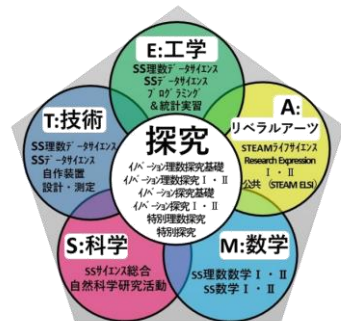 E:工学
SS理数データサイエンス
SSデータサイエンス
プログラミング
&統計実習
T:技術
SS理数データサイエンス
SSデータサイエンス
自作装置
設計・測定
A:
リベラルアーツ
STEAMライフサイエンス
Research Expression
Ⅰ・Ⅱ
公共 (STEAM ELSI)
探究
イノベーション理数探究基礎
イノベーション理数探究Ⅰ・Ⅱ
イノベーション探究基礎
イノベーション探究Ⅰ・Ⅱ
特別理数探究
特別探究
S:科学
SSサイエンス総合
自然科学研究活動
M:数学
SS理数数学Ⅰ・Ⅱ
SS数学Ⅰ・Ⅱ